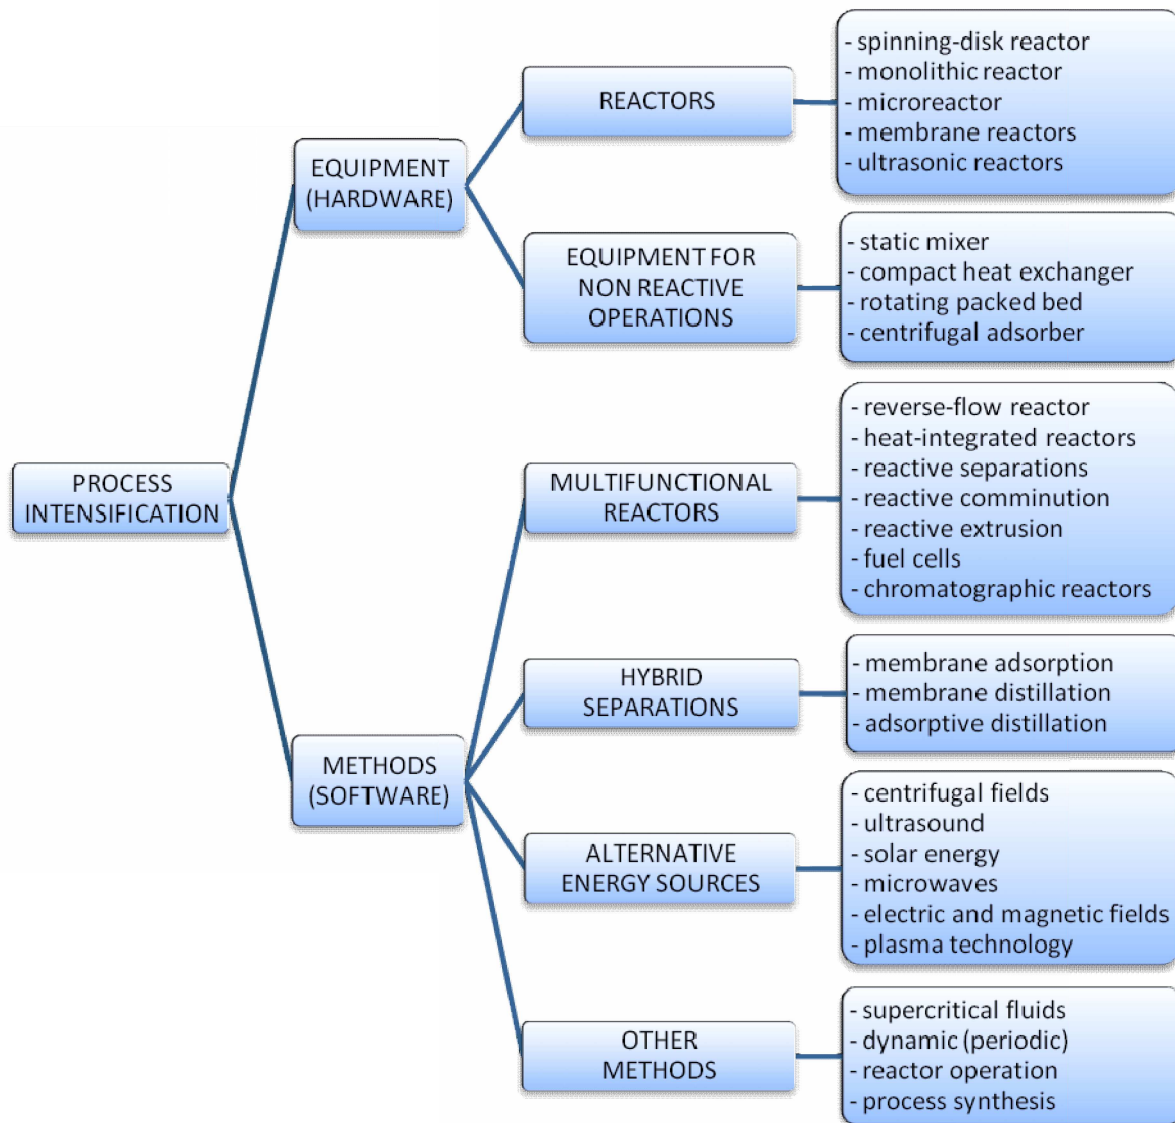 PROCESS
INTENSIFICATION
EQUIPMENT
(HARDWARE)
REACTORS
- spinning-disk reactor
- monolithic reactor
- microreactor
- membrane reactors
- ultrasonic reactors
EQUIPMENT FOR
NON REACTIVE
OPERATIONS
- static mixer
- compact heat exchanger
- rotating packed bed
- centrifugal adsorber
METHODS
(SOFTWARE)
MULTIFUNCTIONAL
REACTORS
- reverse-flow reactor
- heat-integrated reactors
- reactive separations
- reactive comminution
- reactive extrusion
- fuel cells
- chromatographic reactors
HYBRID
SEPARATIONS
- membrane adsorption
- membrane distillation
- adsorptive distillation
ALTERNATIVE
ENERGY SOURCES
- centrifugal fields
- ultrasound
- solar energy
- microwaves
- electric and magnetic fields
- plasma technology
OTHER
METHODS
- supercritical fluids
- dynamic (periodic)
- reactor operation
- process synthesis